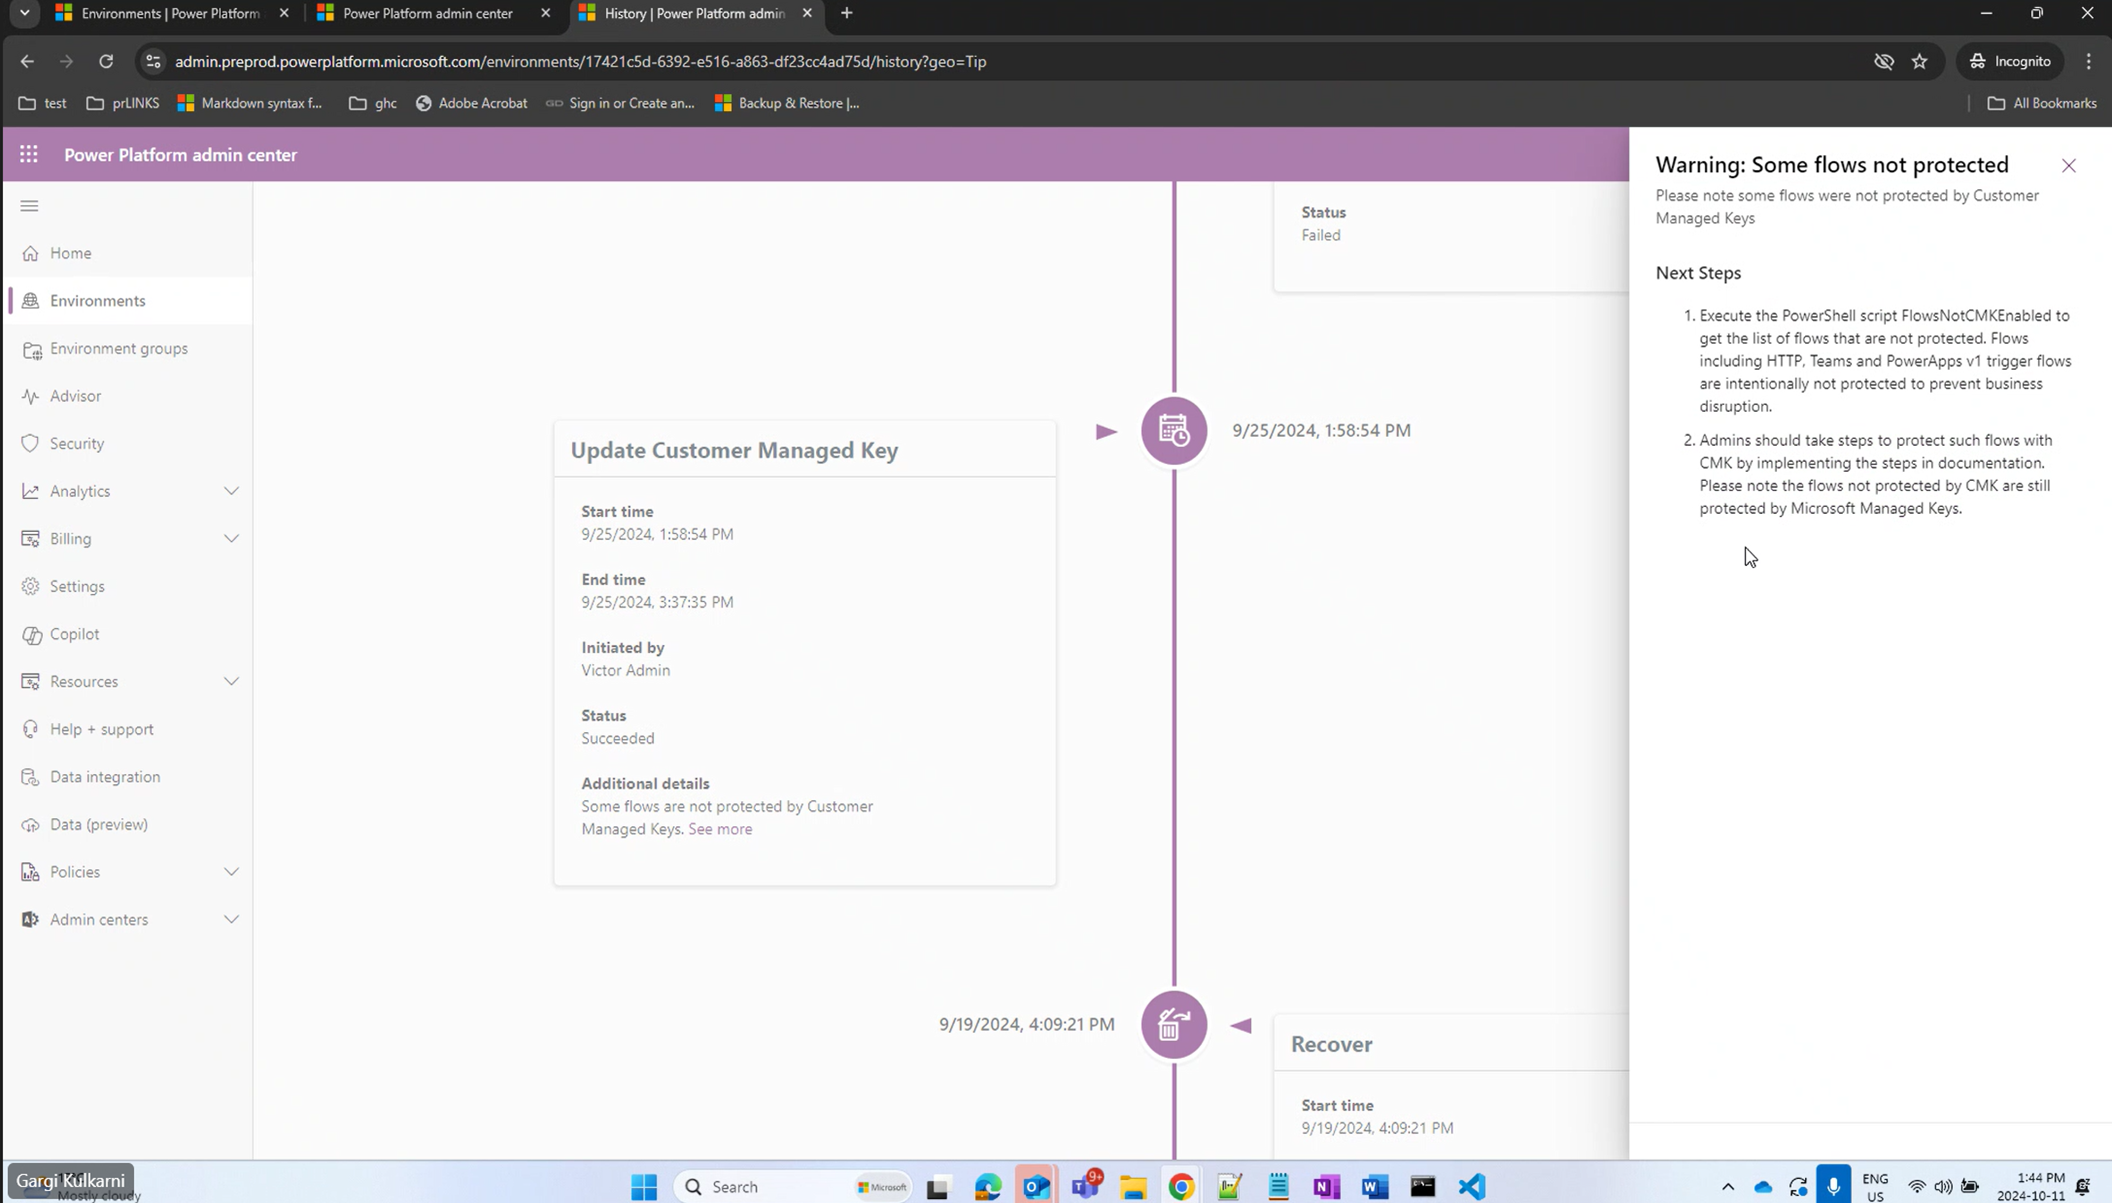 Environments | Power Platform
Power Platform admin center
History | Power Platform admin
admin.preprod.powerplatform.microsoft.com/environments/17421c5d-6392-e516-a863-df23cc4ad75d/history?geo=Tip
Incognito
test
prLINKS
Markdown syntax f...
ghc
Adobe Acrobat
Sign in or Create an...
Backup & Restore |...
All Bookmarks
Power Platform admin center
Home
Environments
Environment groups
Advisor
Security
Analytics
Billing
Settings
Copilot
Resources
Help + support
Data integration
Data (preview)
Policies
Admin centers
Status
Failed
9/25/2024, 1:58:54 PM
Update Customer Managed Key
Start time
9/25/2024, 1:58:54 PM
End time
9/25/2024, 3:37:35 PM
Initiated by
Victor Admin
Status
Succeeded
Additional details
Some flows are not protected by Customer
Managed Keys. See more
9/19/2024, 4:09:21 PM
Recover
Start time
9/19/2024, 4:09:21 PM
Warning: Some flows not protected
Please note some flows were not protected by Customer
Managed Keys
Next Steps
1. Execute the PowerShell script FlowsNotCMKEnabled to
get the list of flows that are not protected. Flows
including HTTP, Teams and PowerApps v1 trigger flows
are intentionally not protected to prevent business
disruption.
2. Admins should take steps to protect such flows with
CMK by implementing the steps in documentation.
Please note the flows not protected by CMK are still
protected by Microsoft Managed Keys.
Gargi Kulkarni
Mostly cloudy
Search
Microsoft
9+
ENG
US
1:44 PM
2024-10-11